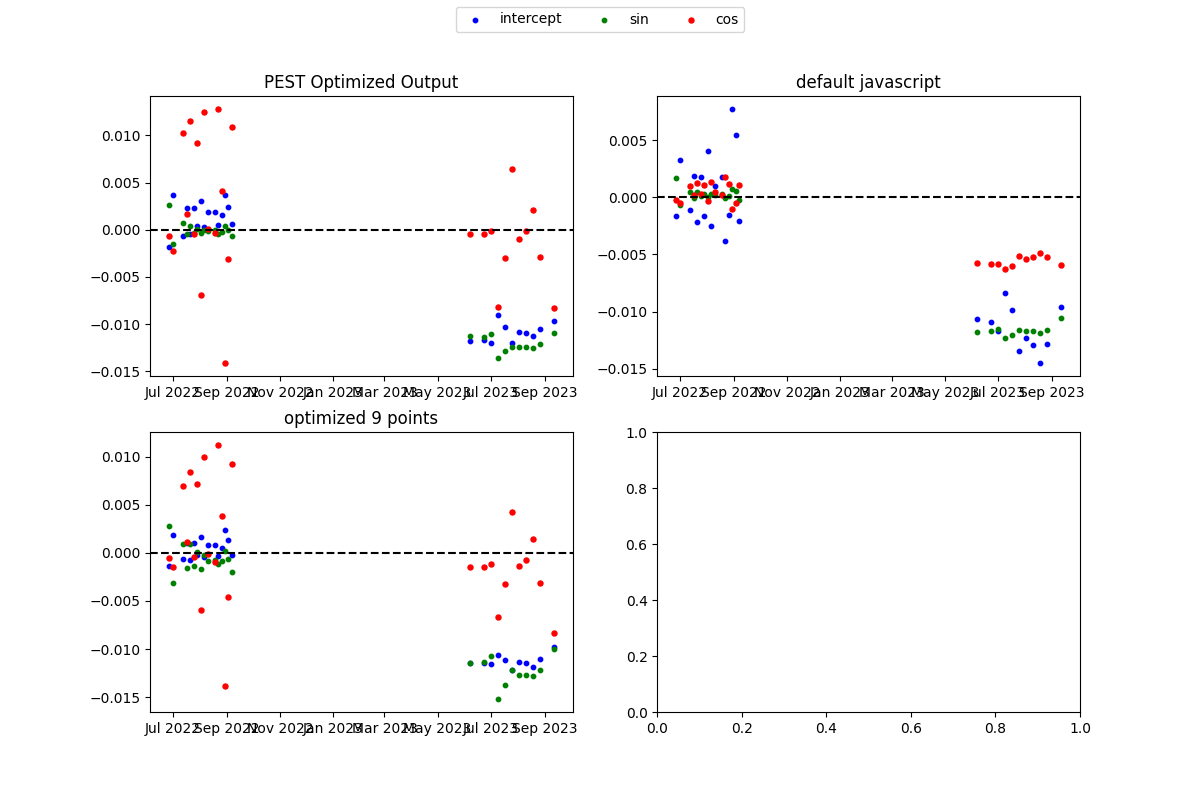 intercept sin cos
PEST Optimized Output
0.010
0.005
0.000
−0.005
−0.010
−0.015
Jul 2022 Sep 2022 Nov 2022 Jan 2023 Mar 2023 May 2023 Jul 2023 Sep 2023
default javascript
0.005
0.000
−0.005
−0.010
−0.015
Jul 2022 Sep 2022 Nov 2022 Jan 2023 Mar 2023 May 2023 Jul 2023 Sep 2023
optimized 9 points
0.010
0.005
0.000
−0.005
−0.010
−0.015
Jul 2022 Sep 2022 Nov 2022 Jan 2023 Mar 2023 May 2023 Jul 2023 Sep 2023
1.0
0.8
0.6
0.4
0.2
0.0
0.0 0.2 0.4 0.6 0.8 1.0